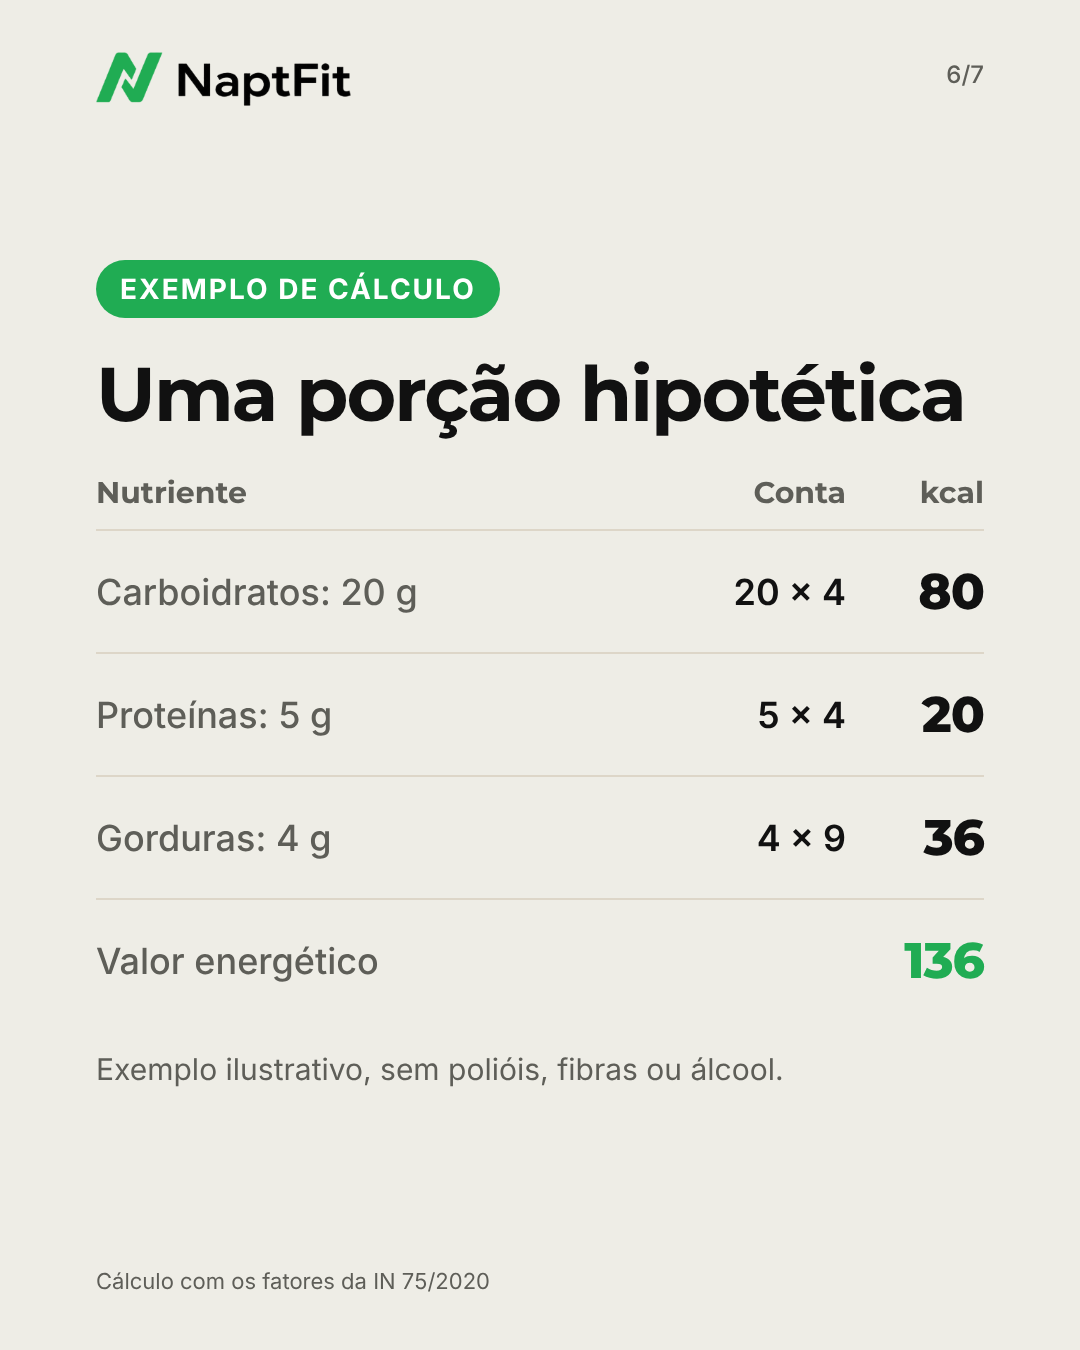 NaptFit
6/7
EXEMPLO DE CÁLCULO
Uma porção hipotética
Nutriente Conta kcal
Carboidratos: 20 g 20 × 4 80
Proteínas: 5 g 5 × 4 20
Gorduras: 4 g 4 × 9 36
Valor energético 136
Exemplo ilustrativo, sem polióis, fibras ou álcool.
Cálculo com os fatores da IN 75/2020